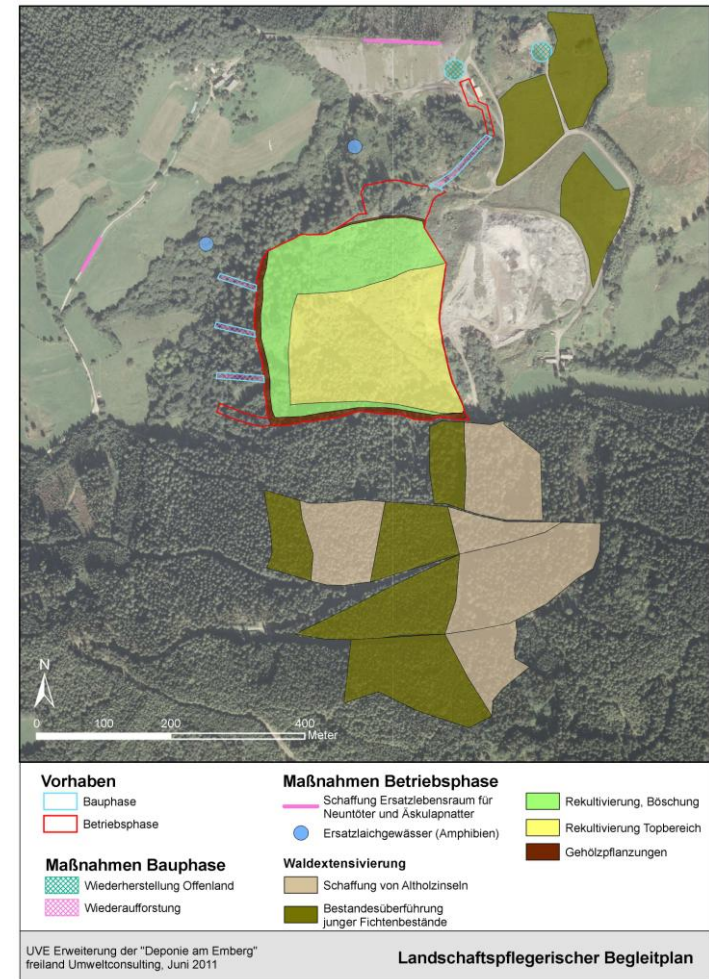 N
0 100 200 400
Meter
Vorhaben
Bauphase
Betriebsphase
Maßnahmen Bauphase
Wiederherstellung Offenland
Wiederaufforstung
Maßnahmen Betriebsphase
Schaffung Ersatzlebensraum für
Neuntöter und Äskulapnatter
Ersatzlaichgewässer (Amphibien)
Waldextensivierung
Schaffung von Altholzinseln
Bestandesüberführung
junger Fichtenbestände
Rekultivierung, Böschung
Rekultivierung Topbereich
Gehölzpflanzungen
UVE Erweiterung der "Deponie am Emberg"
freiland Umweltconsulting, Juni 2011
Landschaftspflegerischer Begleitplan